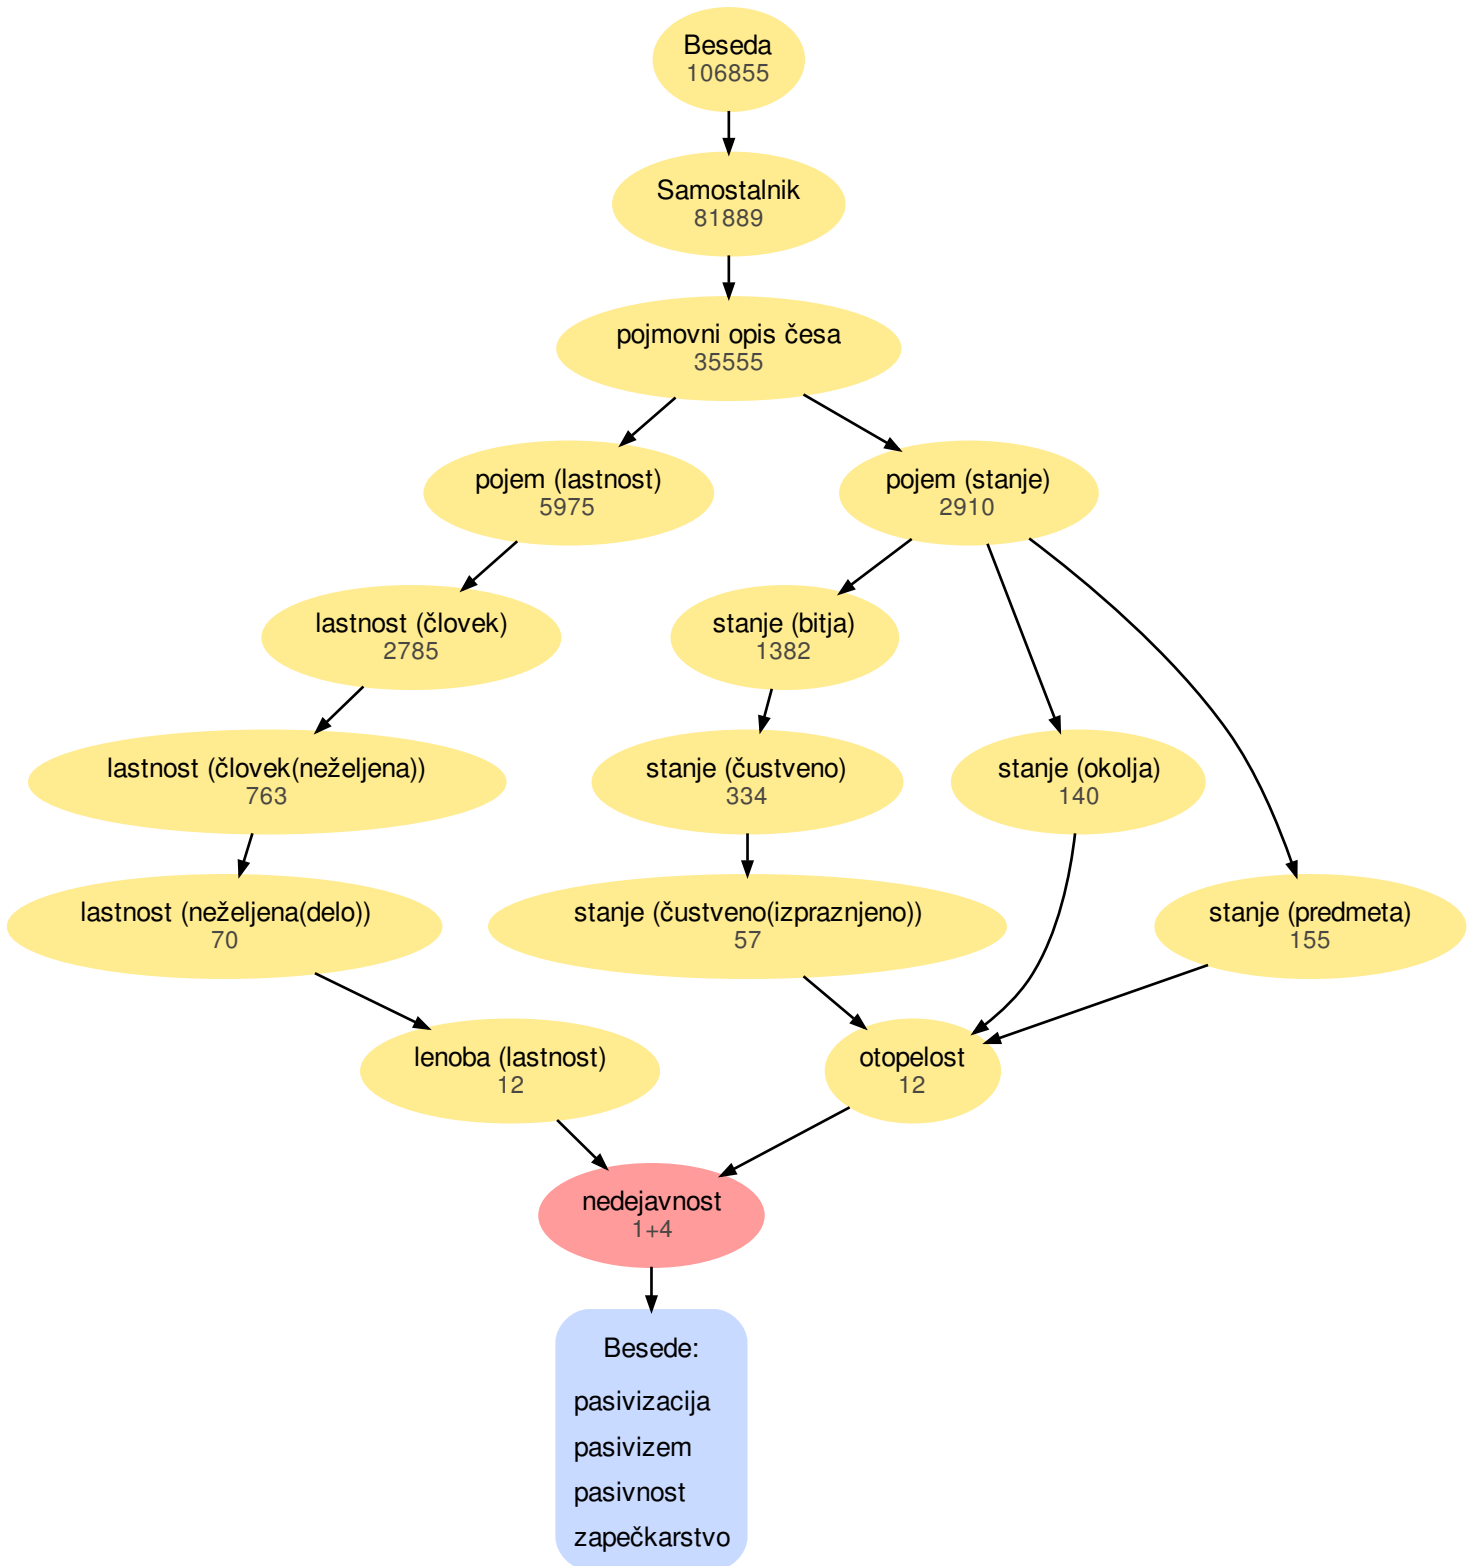 Beseda
106855
Samostalnik
81889
pojmovni opis česa
35555
pojem (lastnost)
5975
pojem (stanje)
2910
lastnost (človek)
2785
stanje (bitja)
1382
lastnost (človek(neželjena))
763
stanje (čustveno)
334
stanje (okolja)
140
lastnost (neželjena(delo))
70
stanje (čustveno(izpraznjeno))
57
stanje (predmeta)
155
lenoba (lastnost)
12
otopelost
12
nedejavnost
1+4
Besede:
pasivizacija
pasivizem
pasivnost
zapečkarstvo